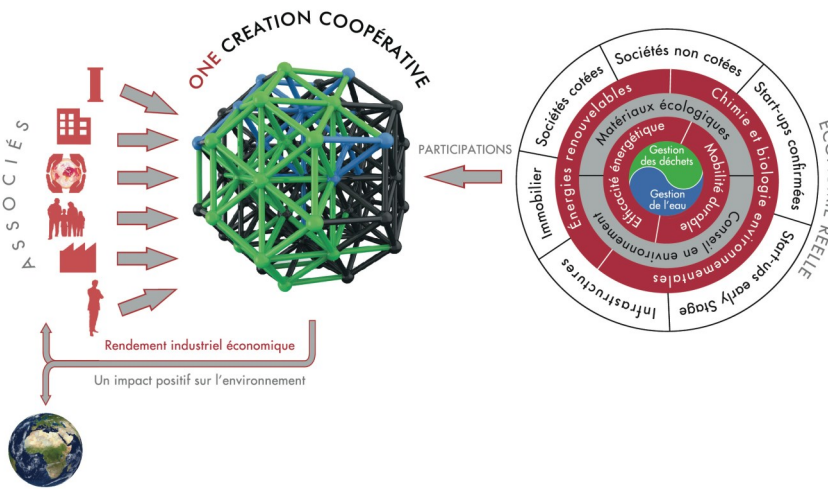 ONE CREATION COOPÉRATIVE
ASSOCIÉS
PARTICIPATIONS
Rendement industriel économique
Un impact positif sur l'environnement
Sociétés cotées
Sociétés non cotées
Start-ups confirmées
Start-ups early Stage
Infrastructures
Immobilier
Énergies renouvelables
Chimie et biologie environnementales
Matériaux écologiques
Conseil en environnement
Efficacité énergétique
Mobilité durable
Gestion
des déchets
Gestion
de l'eau
RÉELLE